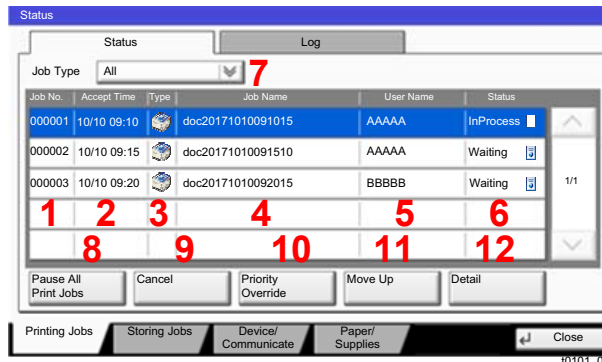 Status
Status Log
Job Type All 7
Job No. Accept Time Type Job Name User Name Status
000001 10/10 09:10 doc20171010091015 AAAAA InProcess
000002 10/10 09:15 doc20171010091510 AAAAA Waiting
000003 10/10 09:20 doc20171010092015 BBBBB Waiting 1/1
1 2 3 4 5 6
8 9 10 11 12
Pause All Print Jobs Cancel Priority Override Move Up Detail
Printing Jobs Storing Jobs Device/Communicate Paper/Supplies Close